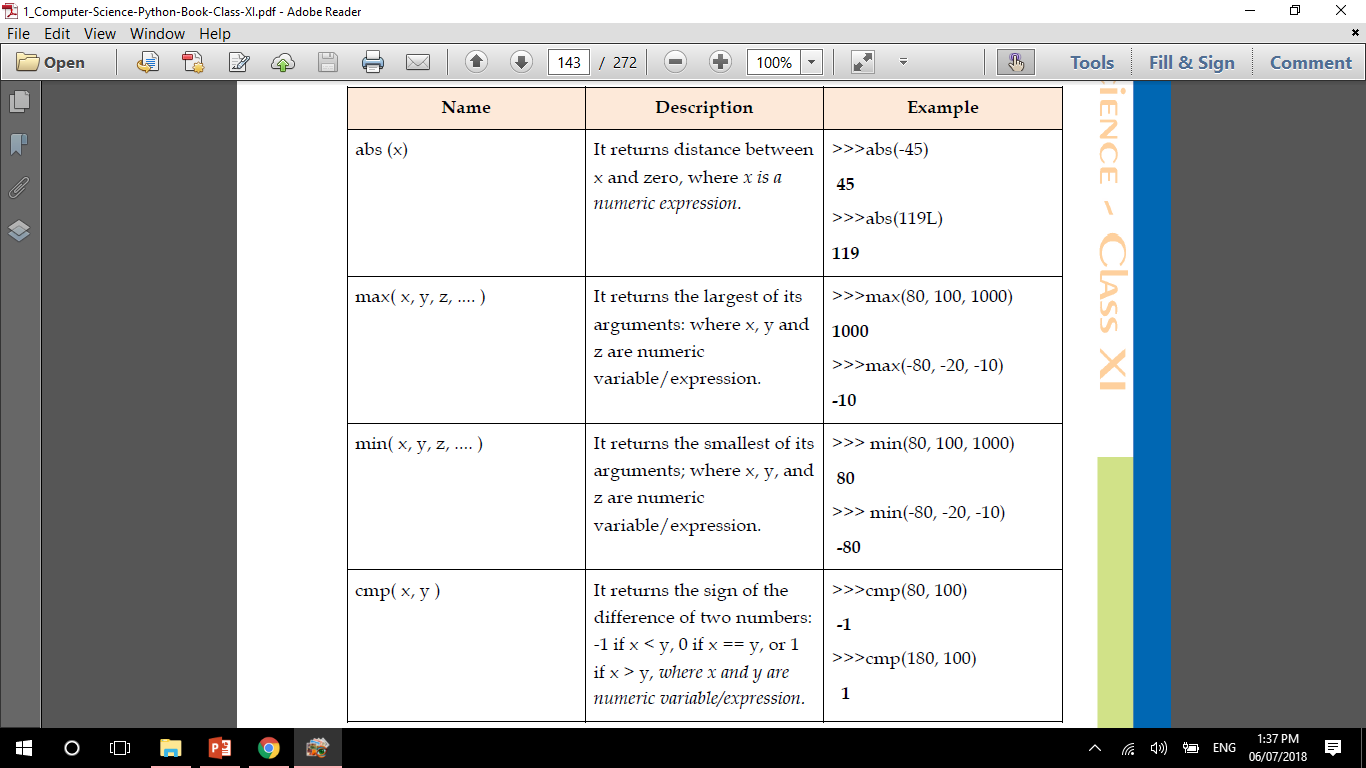 1_Computer-Science-Python-Book-Class-XI.pdf - Adobe Reader
File Edit View Window Help
Open 143 / 272 100% Tools Fill & Sign Comment
Name Description Example
abs (x)
It returns distance between
x and zero, where x is a
numeric expression.
>>>abs(-45)
45
>>>abs(119L)
119
max( x, y, z, .... )
It returns the largest of its
arguments: where x, y and
z are numeric
variable/expression.
>>>max(80, 100, 1000)
1000
>>>max(-80, -20, -10)
-10
min( x, y, z, .... )
It returns the smallest of its
arguments; where x, y, and
z are numeric
variable/expression.
>>> min(80, 100, 1000)
80
>>> min(-80, -20, -10)
-80
cmp( x, y )
It returns the sign of the
difference of two numbers:
-1 if x < y, 0 if x == y, or 1
if x > y, where x and y are
numeric variable/expression.
>>>cmp(80, 100)
-1
>>>cmp(180, 100)
1
cience - Class XI
ENG
1:37 PM
06/07/2018